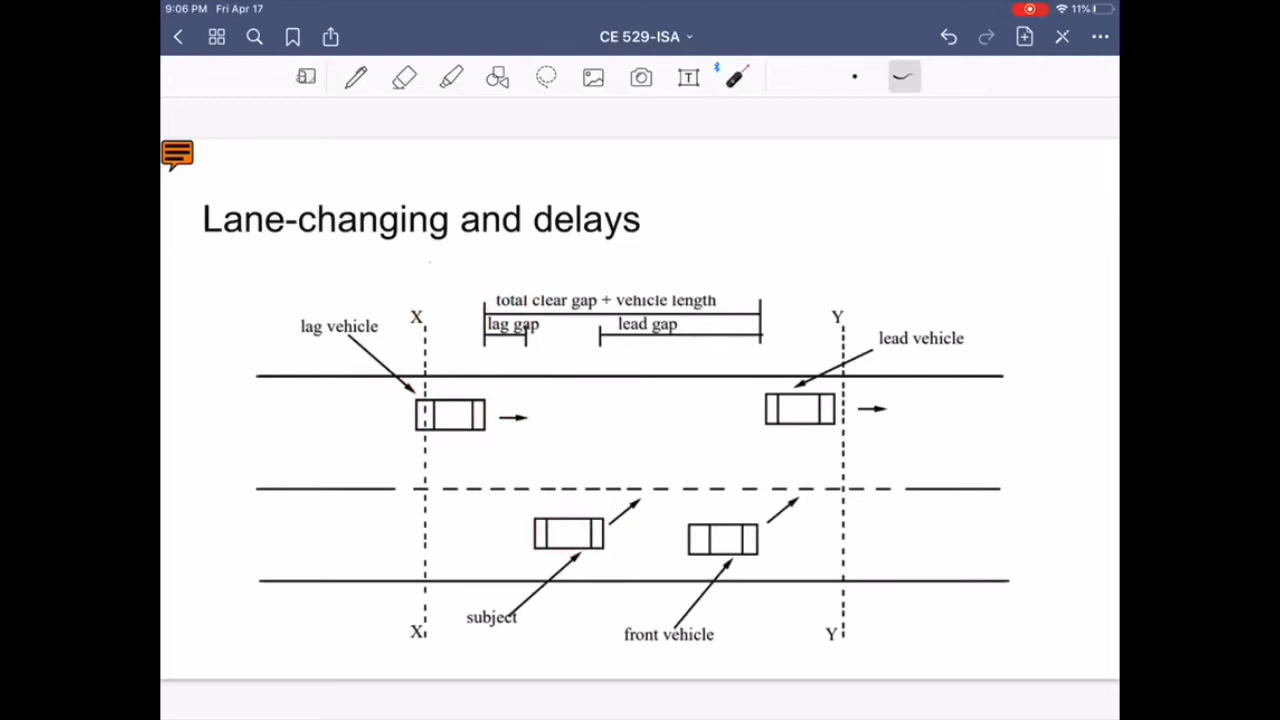 9:06 PM Fri Apr 17
11%
CE 529-ISA
T
Lane-changing and delays
total clear gap + vehicle length
lag gap
lead gap
lag vehicle
X
Y
lead vehicle
subject
front vehicle
X
Y